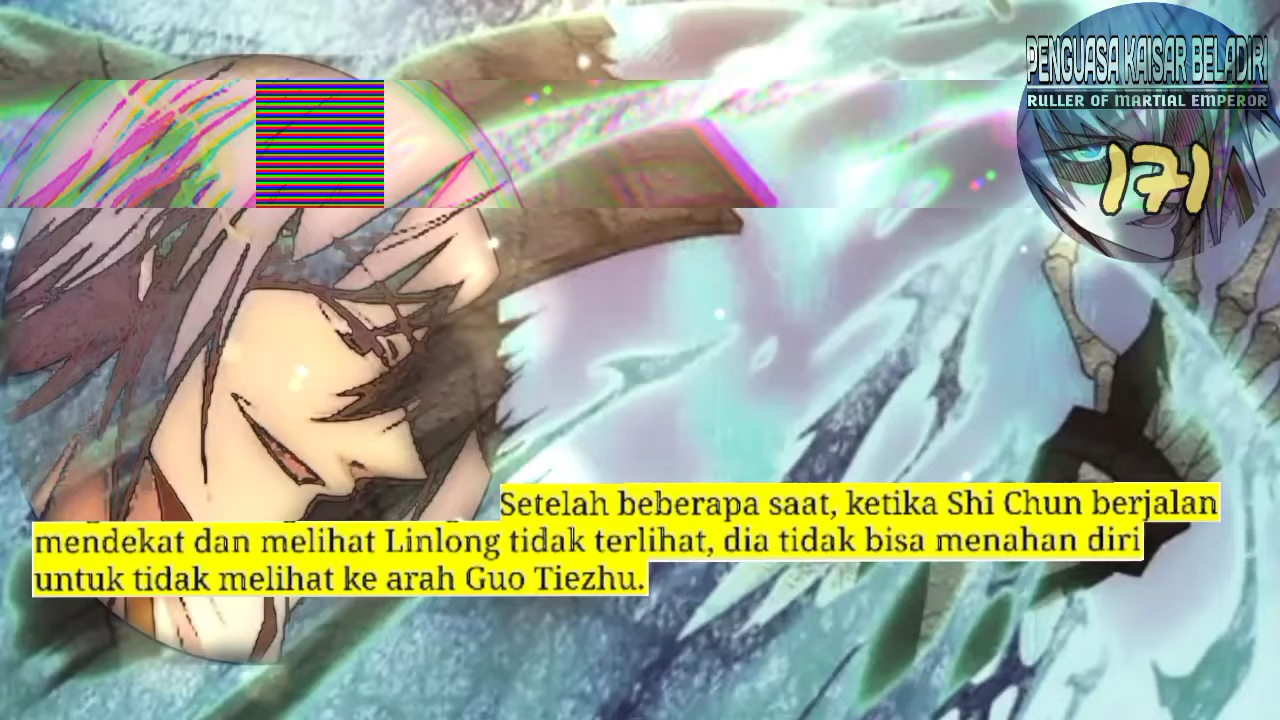 PENGUASA KAISAR BELADIRI
RULLER OF MARTIAL EMPEROR
171
Setelah beberapa saat, ketika Shi Chun berjalan
mendekat dan melihat Linlong tidak terlihat, dia tidak bisa menahan diri
untuk tidak melihat ke arah Guo Tiezhu.